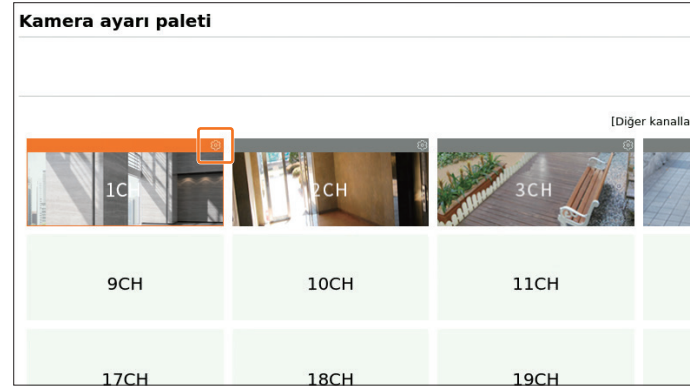 Kamera ayarı paleti
[Diğer kanalla
1CH 2CH 3CH
9CH 10CH 11CH
17CH 18CH 19CH